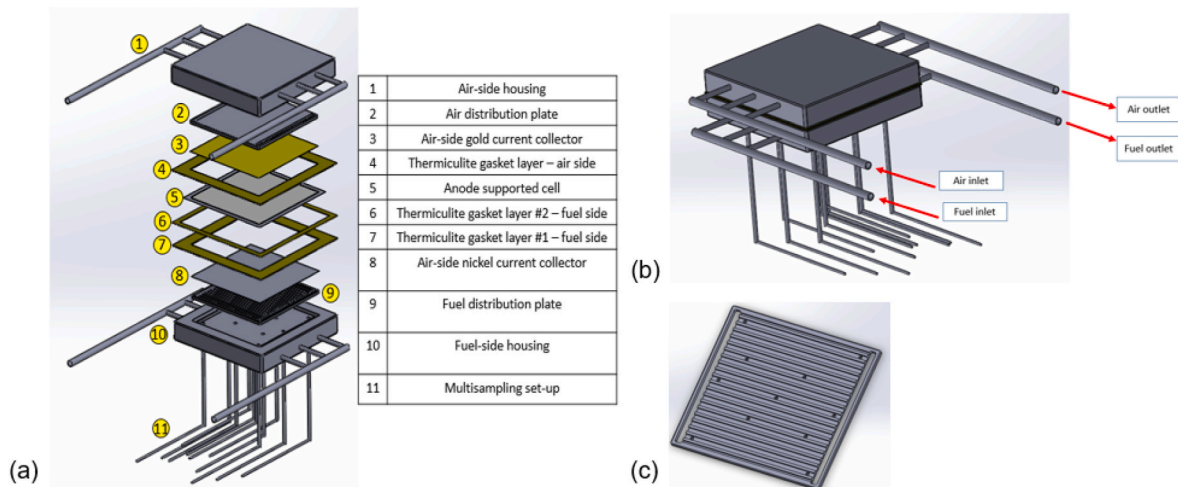 1
2
3
4
5
6
7
8
9
10
11
(a)
1 Air-side housing
2 Air distribution plate
3 Air-side gold current collector
4 Thermiculite gasket layer – air side
5 Anode supported cell
6 Thermiculite gasket layer #2 – fuel side
7 Thermiculite gasket layer #1 – fuel side
8 Air-side nickel current collector
9 Fuel distribution plate
10 Fuel-side housing
11 Multisampling set-up
Air outlet
Fuel outlet
Air inlet
Fuel inlet
(b)
(c)